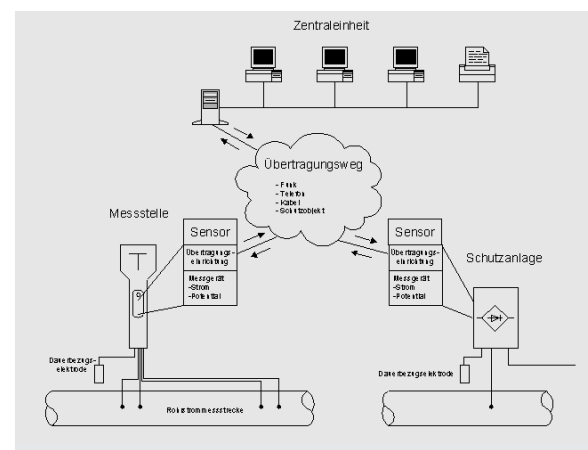 Zentraleinheit
Übertragungsweg
- Funk
- Telefon
- Kabel
- Schutzobjekt
Messstelle
Sensor
Übertragungs-
einrichtung
Messgerät
-Strom
-Potential
Sensor
Übertragungs-
einrichtung
Messgerät
-Strom
-Potential
Schutzanlage
Dauerbezugs-
elektrode
Dauerbezugselektrode
Rohrstrommessstrecke